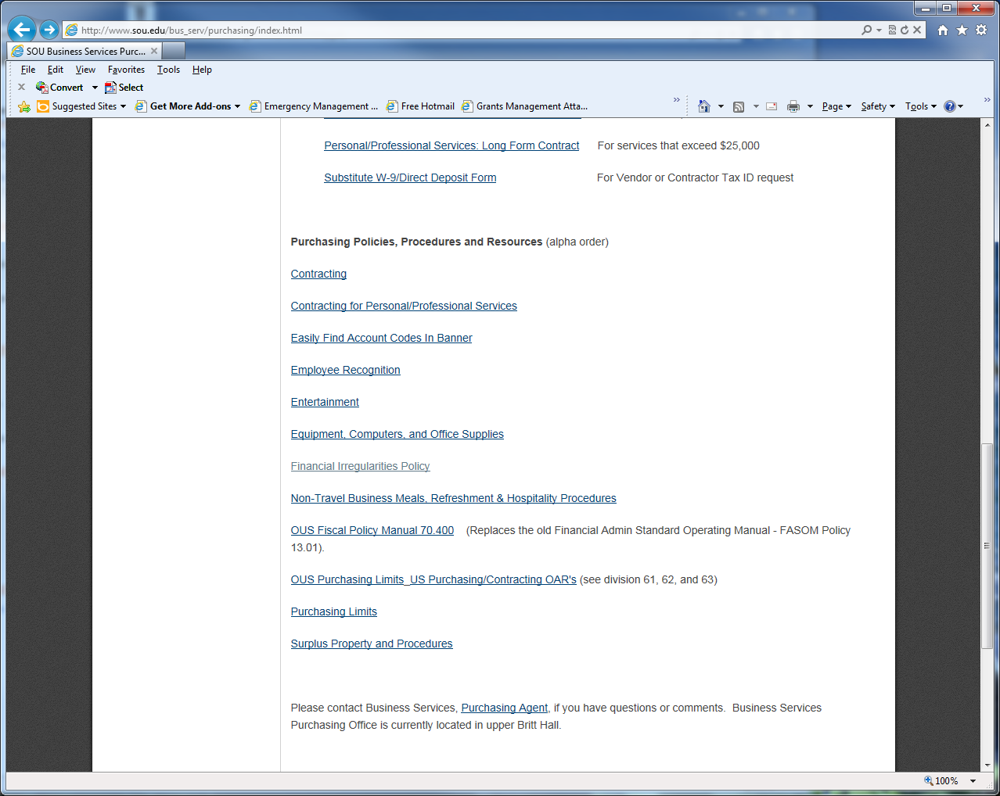 http://www.sou.edu/bus_serv/purchasing/index.html
SOU Business Services Purc...
File Edit View Favorites Tools Help
Convert Select
Suggested Sites Get More Add-ons Emergency Management ... Free Hotmail Grants Management Atta... Page Safety Tools
Personal/Professional Services: Long Form Contract For services that exceed $25,000
Substitute W-9/Direct Deposit Form For Vendor or Contractor Tax ID request
Purchasing Policies, Procedures and Resources (alpha order)
Contracting
Contracting for Personal/Professional Services
Easily Find Account Codes In Banner
Employee Recognition
Entertainment
Equipment, Computers, and Office Supplies
Financial Irregularities Policy
Non-Travel Business Meals, Refreshment & Hospitality Procedures
OUS Fiscal Policy Manual 70.400 (Replaces the old Financial Admin Standard Operating Manual - FASOM Policy
13.01).
OUS Purchasing Limits_US Purchasing/Contracting OAR's (see division 61, 62, and 63)
Purchasing Limits
Surplus Property and Procedures
Please contact Business Services, Purchasing Agent, if you have questions or comments. Business Services
Purchasing Office is currently located in upper Britt Hall.
100%